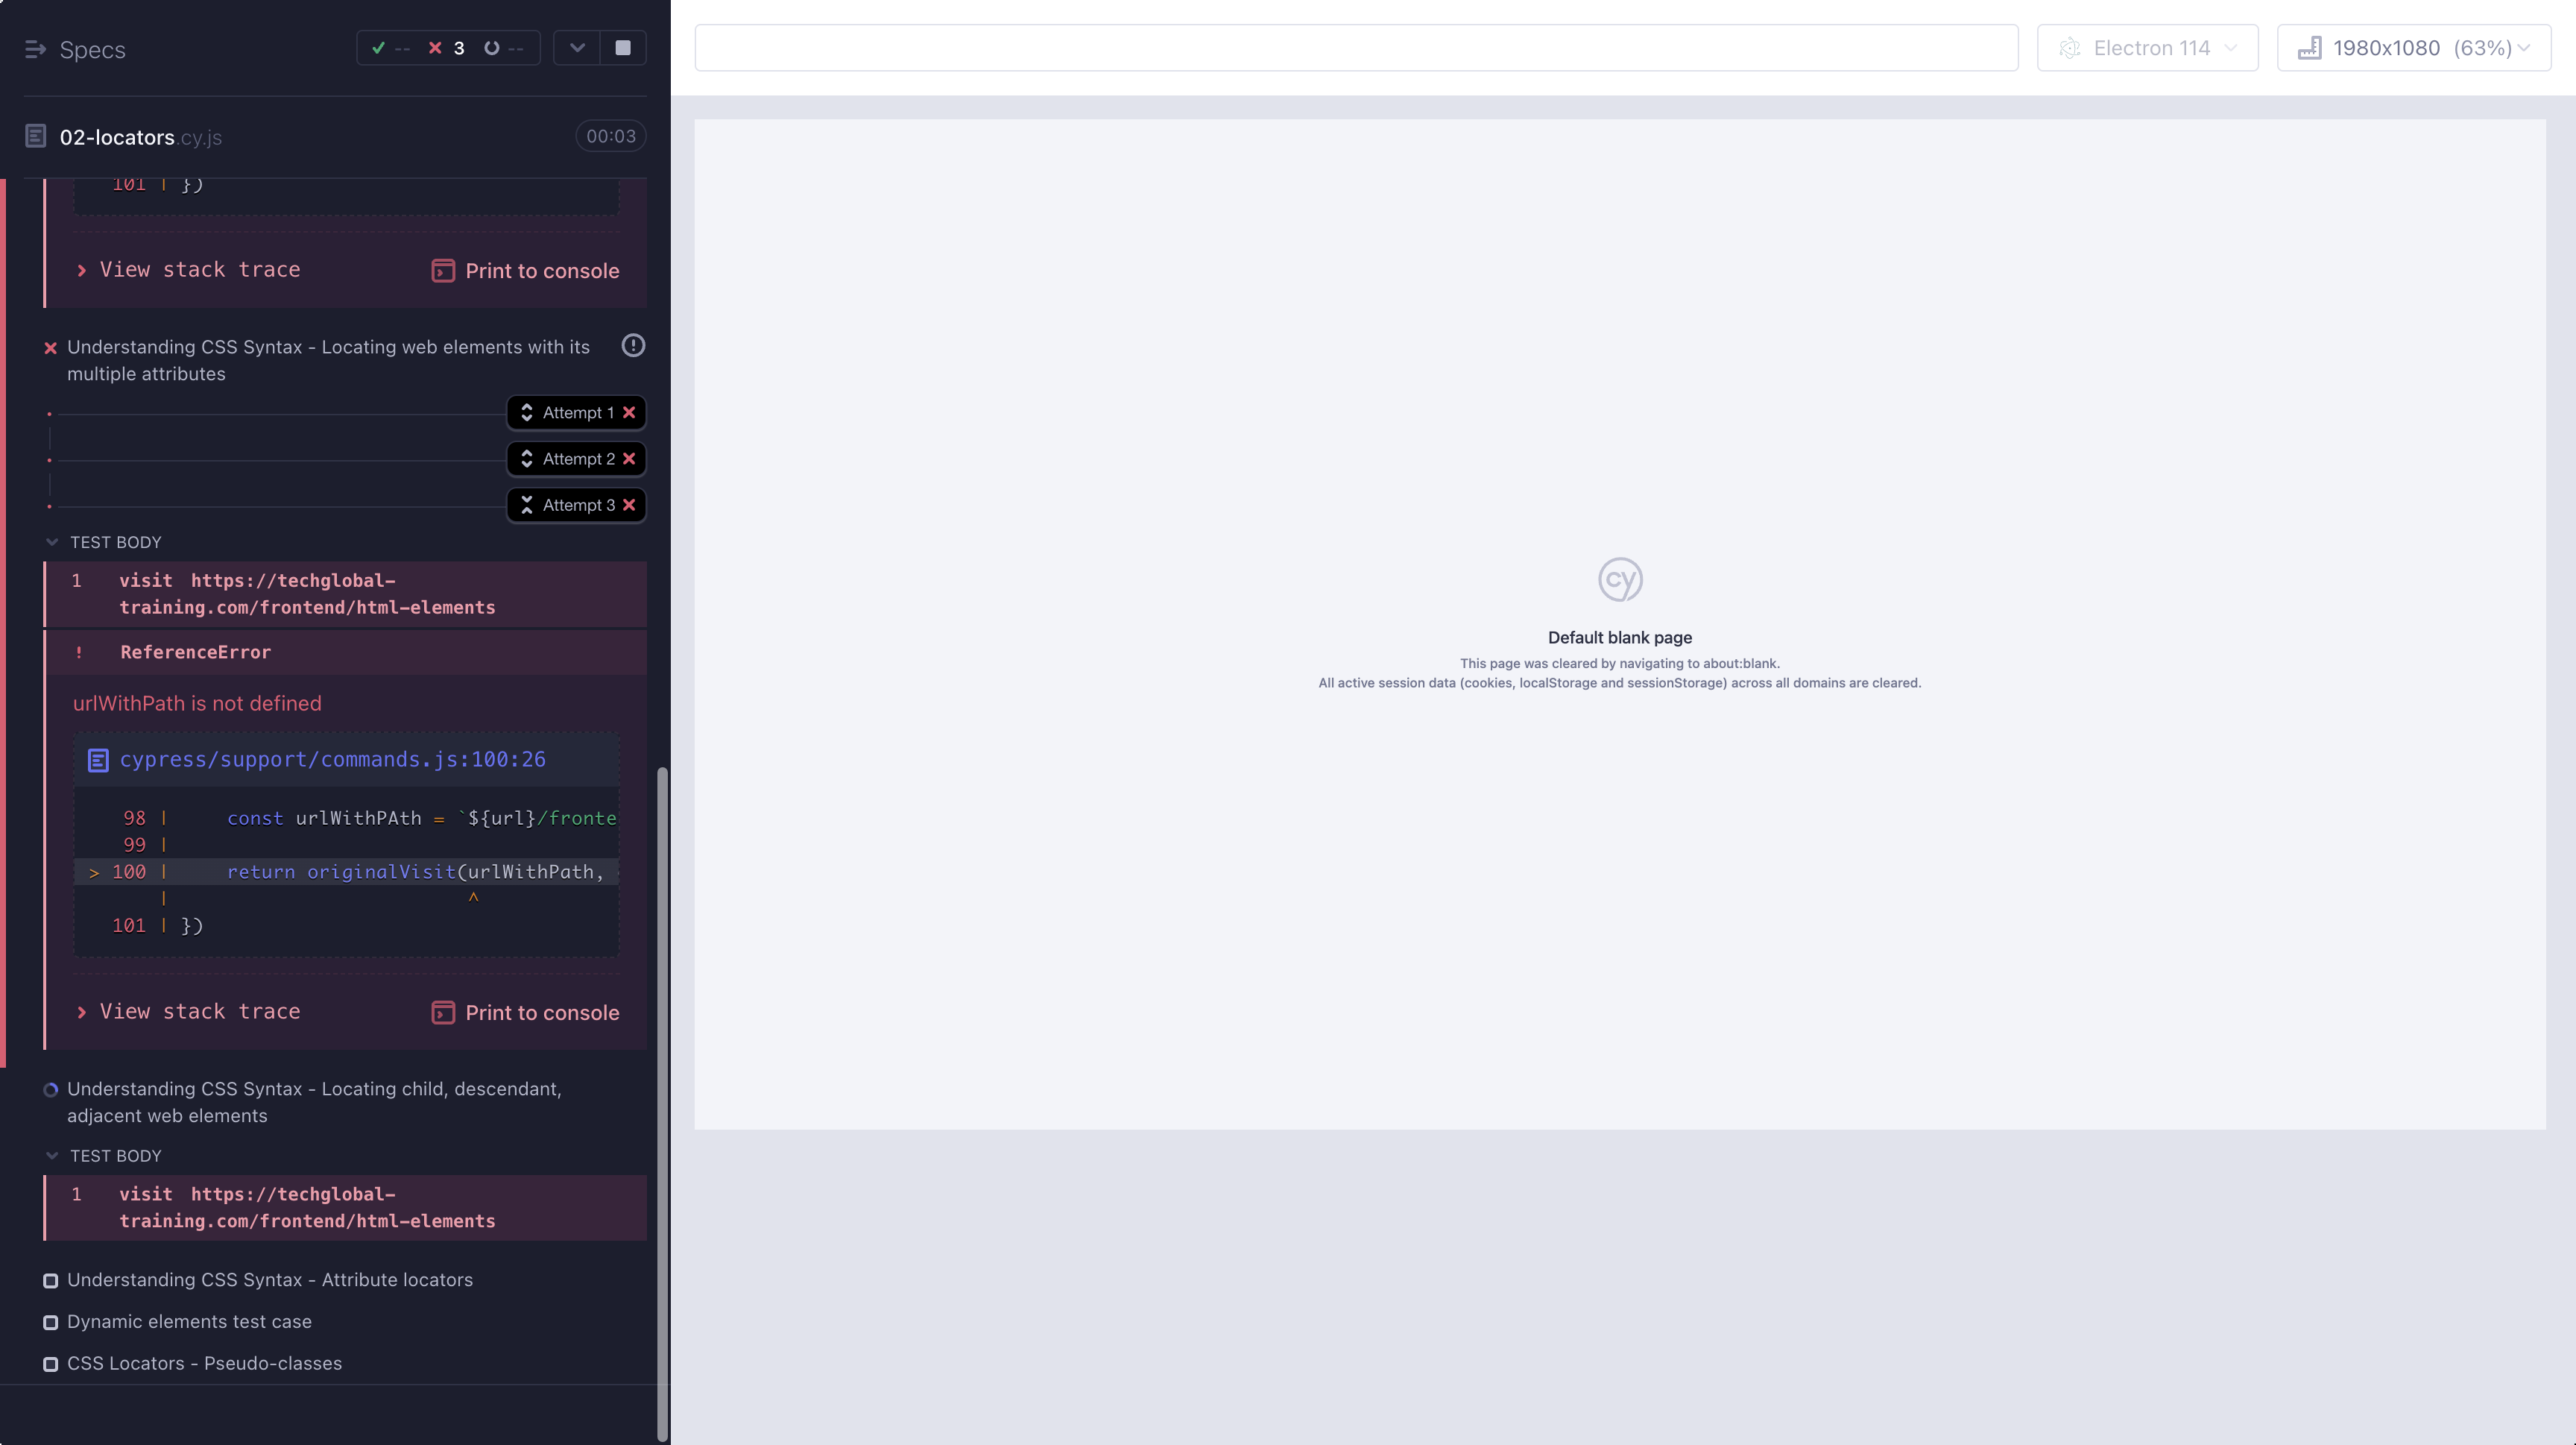 Specs
-- 3 --
02-locators.cy.js
00:03
101 | })
View stack trace
Print to console
Understanding CSS Syntax - Locating web elements with its
multiple attributes
Attempt 1
Attempt 2
Attempt 3
TEST BODY
1 visit https://techglobal-
training.com/frontend/html-elements
! ReferenceError
urlWithPath is not defined
cypress/support/commands.js:100:26
98 | const urlWithPAth = `${url}/fronte
99 |
> 100 | return originalVisit(urlWithPath,
| ^
101 | })
View stack trace
Print to console
Understanding CSS Syntax - Locating child, descendant,
adjacent web elements
TEST BODY
1 visit https://techglobal-
training.com/frontend/html-elements
Understanding CSS Syntax - Attribute locators
Dynamic elements test case
CSS Locators - Pseudo-classes
Electron 114
1980x1080 (63%)
cy
Default blank page
This page was cleared by navigating to about:blank.
All active session data (cookies, localStorage and sessionStorage) across all domains are cleared.